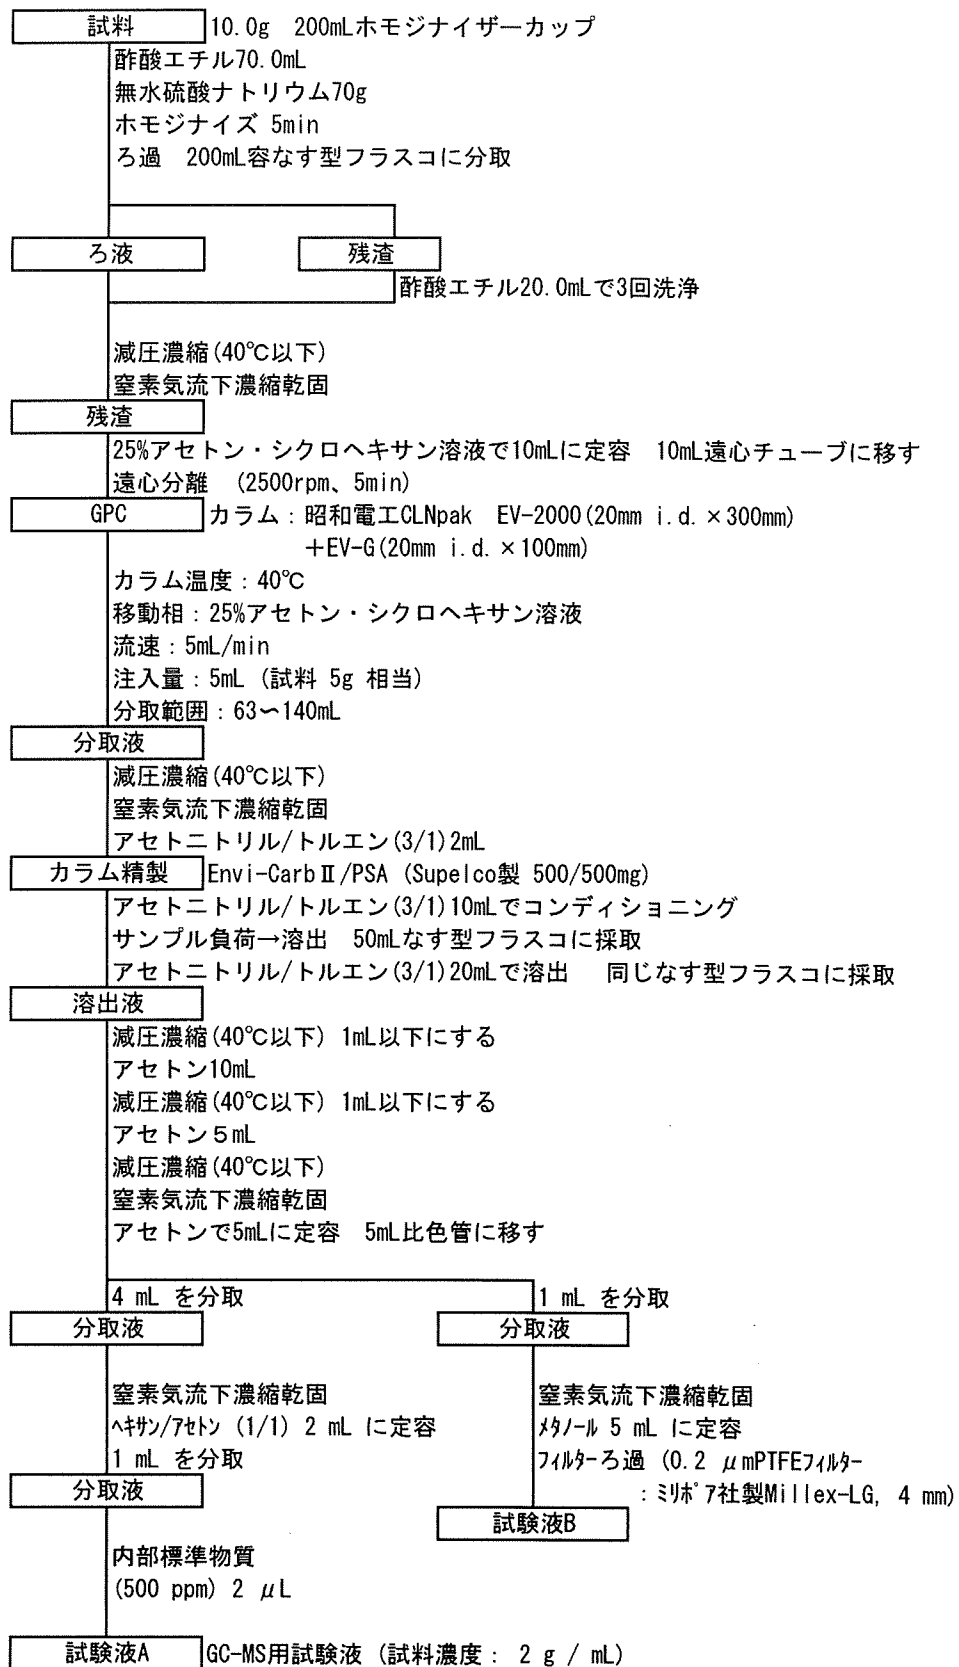 試料 10.0g 200mLホモジナイザーカップ
酢酸エチル70.0mL
無水硫酸ナトリウム70g
ホモジナイズ 5min
ろ過 200mL容なす型フラスコに分取
ろ液 残渣
酢酸エチル20.0mLで3回洗浄
減圧濃縮(40℃以下)
窒素気流下濃縮乾固
残渣
25%アセトン・シクロヘキサン溶液で10mLに定容 10mL遠心チューブに移す
遠心分離 (2500rpm、5min)
GPC カラム：昭和電工CLNpak EV-2000(20mm i.d.×300mm)
＋EV-G(20mm i.d.×100mm)
カラム温度：40℃
移動相：25%アセトン・シクロヘキサン溶液
流速：5mL/min
注入量：5mL (試料 5g 相当)
分取範囲：63〜140mL
分取液
減圧濃縮(40℃以下)
窒素気流下濃縮乾固
アセトニトリル/トルエン(3/1)2mL
カラム精製 Envi-CarbⅡ/PSA (Supelco製 500/500mg)
アセトニトリル/トルエン(3/1)10mLでコンディショニング
サンプル負荷→溶出 50mLなす型フラスコに採取
アセトニトリル/トルエン(3/1)20mLで溶出 同じなす型フラスコに採取
溶出液
減圧濃縮(40℃以下) 1mL以下にする
アセトン10mL
減圧濃縮(40℃以下) 1mL以下にする
アセトン５mL
減圧濃縮(40℃以下)
窒素気流下濃縮乾固
アセトンで5mLに定容 5mL比色管に移す
4 mL を分取 1 mL を分取
分取液 分取液
窒素気流下濃縮乾固
ﾍｷｻﾝ/ｱｾﾄﾝ (1/1) 2 mL に定容
1 mL を分取
分取液
内部標準物質
(500 ppm) 2 μL
試験液A GC-MS用試験液 (試料濃度： 2 g / mL)
窒素気流下濃縮乾固
ﾒﾀﾉｰﾙ 5 mL に定容
ﾌｨﾙﾀｰろ過 (0.2 μmPTFEﾌｨﾙﾀｰ
：ﾐﾘﾎﾟｱ社製Millex-LG, 4 mm)
試験液B